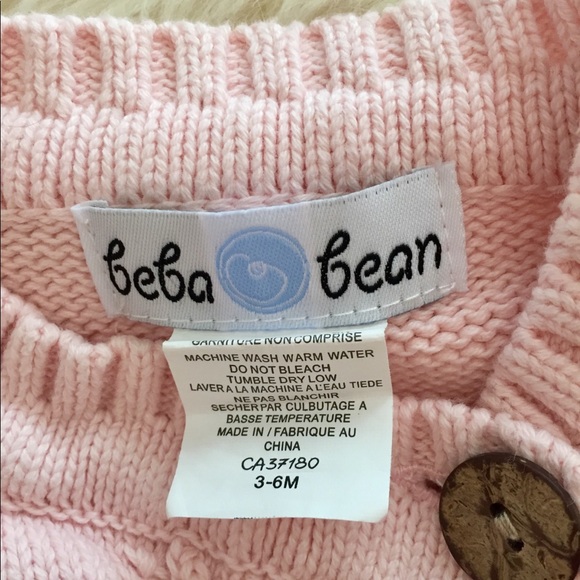 beba bean
GARNITURE NON COMPRISE
MACHINE WASH WARM WATER
DO NOT BLEACH
TUMBLE DRY LOW
LAVER A LA MACHINE A L'EAU TIEDE
NE PAS BLANCHIR
SECHER PAR CULBUTAGE A
BASSE TEMPERATURE
MADE IN / FABRIQUE AU
CHINA
CA37180
3-6M